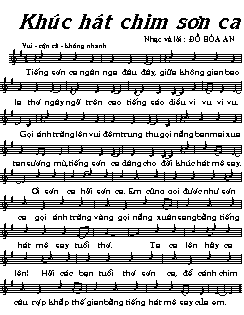 Khúc hát chim sơn ca
Nhạc và lời : ĐỖ HÒA AN
Vui - rộn rã - không nhanh
Tiếng sơn ca ngân nga đâu đây, giữa không gian bao
la thơ ngây ngỡ trên cao tiếng sáo diều vi vu vi vu.
Gọi ánh trăng lên vui đêm trung thu gọi nắng ban mai xua
tan sương mù, tiếng sơn ca dâng cho đời khúc hát mê say.
Ơi sơn ca hỡi sơn ca. Em cũng gọi được như sơn
ca gọi ánh trăng vàng gọi nắng xuân sang bằng tiếng
hát mê say tuổi thơ. Ta ca lên hãy ca
lên! Hỡi các bạn tuổi thơ sơn ca, để cánh chim
câu rợp khắp thế gian bằng tiếng hát mê say của em.